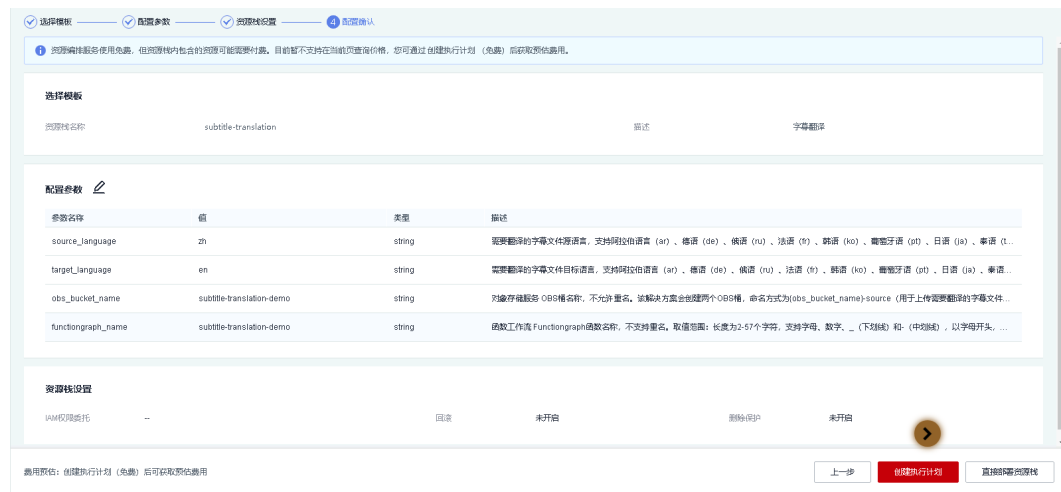 选择模板 配置参数 资源栈设置 4 配置确认
资源编排服务使用免费，但资源栈内包含的资源可能需要付费。目前暂不支持在当前页查询价格，您可通过 创建执行计划 （免费）后获取预估费用。
选择模板
资源栈名称 subtitle-translation 描述 字幕翻译
配置参数
参数名称 值 类型 描述
source_language zh string 需要翻译的字幕文件源语言，支持阿拉伯语言（ar）、德语（de）、俄语（ru）、法语（fr）、韩语（ko）、葡萄牙语（pt）、日语（ja）、泰语（t...
target_language en string 需要翻译的字幕文件目标语言，支持阿拉伯语言（ar）、德语（de）、俄语（ru）、法语（fr）、韩语（ko）、葡萄牙语（pt）、日语（ja）、泰语...
obs_bucket_name subtitle-translation-demo string 对象存储服务 OBS桶名称，不允许重名。该解决方案会创建两个OBS桶，命名方式为{obs_bucket_name}-source（用于上传需要翻译的字幕文件...
functiongraph_name subtitle-translation-demo string 函数工作流 Functiongraph函数名称，不支持重名。取值范围：长度为2-57个字符，支持字母、数字、_（下划线）和-（中划线），以字母开头，...
资源栈设置
IAM权限委托 -- 回滚 未开启 删除保护 未开启
费用预估：创建执行计划（免费）后可获取预估费用 上一步 创建执行计划 直接部署资源栈